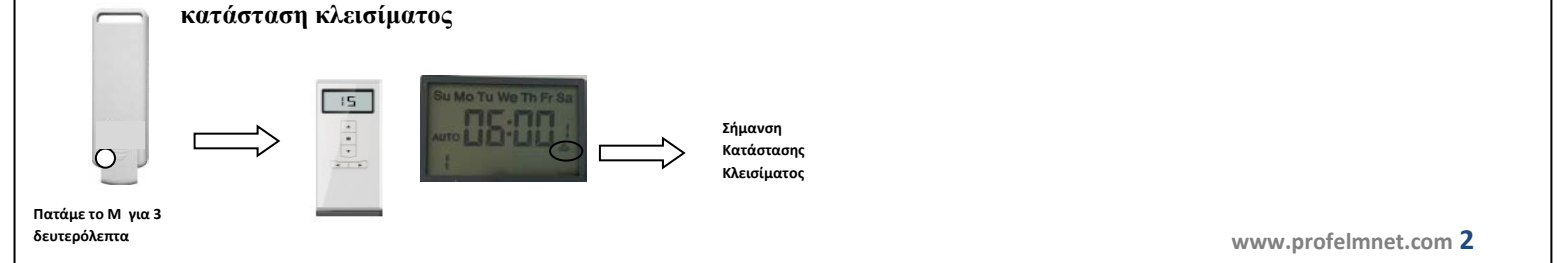 κατάσταση κλεισίματος
15
Su Mo Tu We Th Fr Sa
AUTO 06:00
Σήμανση
Κατάστασης
Κλεισίματος
Πατάμε το Μ για 3
δευτερόλεπτα
www.profelmnet.com 2